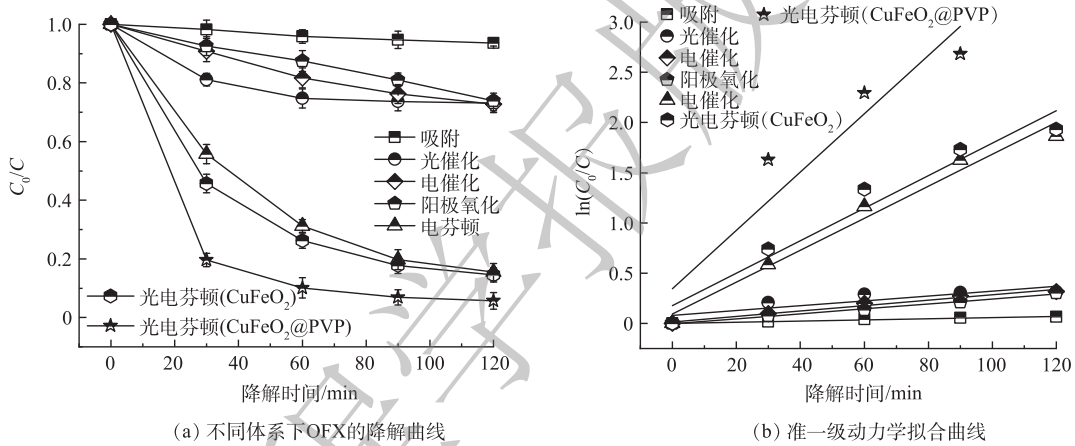 1.0
0.8
0.6
0.4
0.2
0
C₀/C
吸附
光催化
电催化
阳极氧化
电芬顿
光电芬顿(CuFeO₂)
光电芬顿(CuFeO₂@PVP)
0 20 40 60 80 100 120
降解时间/min
(a) 不同体系下OFX的降解曲线
3.0
2.5
2.0
1.5
1.0
0.5
0
ln(C₀/C)
吸附
光电芬顿(CuFeO₂@PVP)
光催化
电催化
阳极氧化
电催化
光电芬顿(CuFeO₂)
0 20 40 60 80 100 120
降解时间/min
(b) 准一级动力学拟合曲线
学报